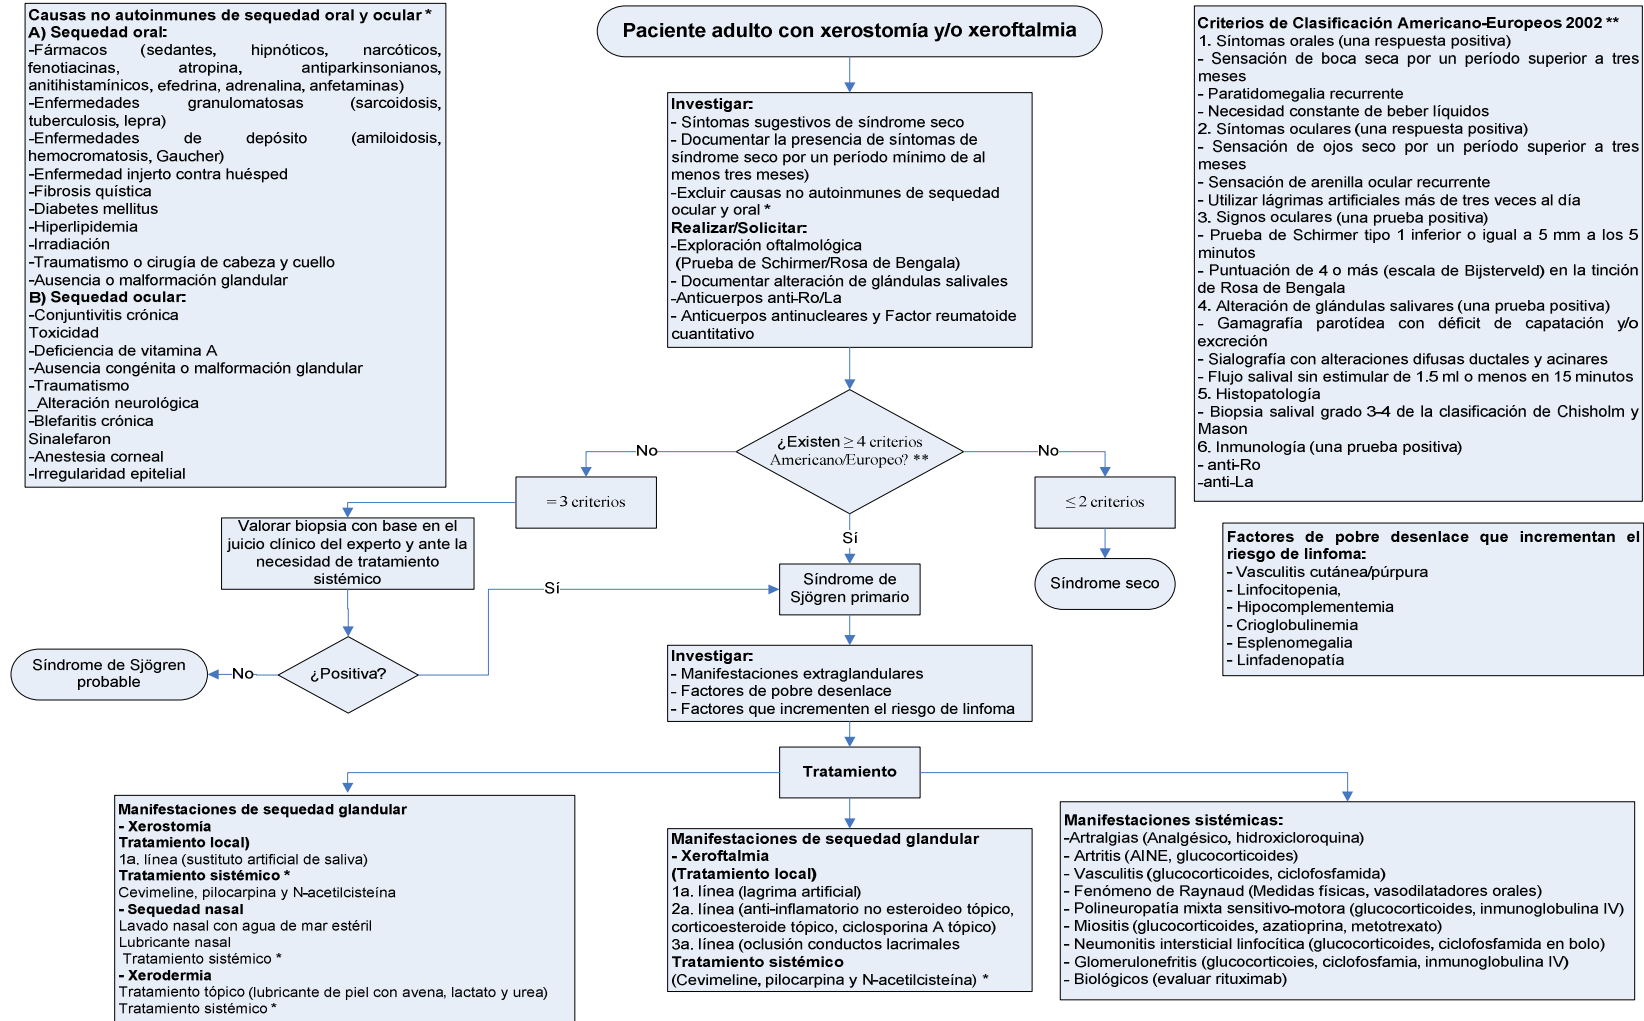 Causas no autoinmunes de sequedad oral y ocular *
A) Sequedad oral:
-Fármacos (sedantes, hipnóticos, narcóticos,
fenotiacinas, atropina, antiparkinsonianos,
anitihistamínicos, efedrina, adrenalina, anfetaminas)
-Enfermedades granulomatosas (sarcoidosis,
tuberculosis, lepra)
-Enfermedades de depósito (amiloidosis,
hemocromatosis, Gaucher)
-Enfermedad injerto contra huésped
-Fibrosis quística
-Diabetes mellitus
-Hiperlipidemia
-Irradiación
-Traumatismo o cirugía de cabeza y cuello
-Ausencia o malformación glandular
B) Sequedad ocular:
-Conjuntivitis crónica
Toxicidad
-Deficiencia de vitamina A
-Ausencia congénita o malformación glandular
-Traumatismo
_Alteración neurológica
-Blefaritis crónica
Sinalefaron
-Anestesia corneal
-Irregularidad epitelial
Paciente adulto con xerostomía y/o xeroftalmia
Investigar:
- Síntomas sugestivos de síndrome seco
- Documentar la presencia de síntomas de
síndrome seco por un período mínimo de al
menos tres meses)
-Excluir causas no autoinmunes de sequedad
ocular y oral *
Realizar/Solicitar:
-Exploración oftalmológica
(Prueba de Schirmer/Rosa de Bengala)
- Documentar alteración de glándulas salivales
-Anticuerpos anti-Ro/La
- Anticuerpos antinucleares y Factor reumatoide
cuantitativo
Criterios de Clasificación Americano-Europeos 2002 **
1. Síntomas orales (una respuesta positiva)
- Sensación de boca seca por un período superior a tres
meses
- Paratidomegalia recurrente
- Necesidad constante de beber líquidos
2. Síntomas oculares (una respuesta positiva)
- Sensación de ojos seco por un período superior a tres
meses
- Sensación de arenilla ocular recurrente
- Utilizar lágrimas artificiales más de tres veces al día
3. Signos oculares (una prueba positiva)
- Prueba de Schirmer tipo 1 inferior o igual a 5 mm a los 5
minutos
- Puntuación de 4 o más (escala de Bijsterveld) en la tinción
de Rosa de Bengala
4. Alteración de glándulas salivares (una prueba positiva)
- Gamagrafía parotídea con déficit de capatación y/o
excreción
- Sialografía con alteraciones difusas ductales y acinares
- Flujo salival sin estimular de 1.5 ml o menos en 15 minutos
5. Histopatología
- Biopsia salival grado 3-4 de la clasificación de Chisholm y
Mason
6. Inmunología (una prueba positiva)
- anti-Ro
-anti-La
¿Existen ≥ 4 criterios
Americano/Europeo? **
No
No
= 3 criterios
≤ 2 criterios
Sí
Valorar biopsia con base en el
juicio clínico del experto y ante la
necesidad de tratamiento
sistémico
Síndrome de
Sjögren primario
Síndrome seco
Sí
Factores de pobre desenlace que incrementan el
riesgo de linfoma:
- Vasculitis cutánea/púrpura
- Linfocitopenia,
- Hipocomplementemia
- Crioglobulinemia
- Esplenomegalia
- Linfadenopatía
¿Positiva?
No
Síndrome de Sjögren
probable
Investigar:
- Manifestaciones extraglandulares
- Factores de pobre desenlace
- Factores que incrementen el riesgo de linfoma
Tratamiento
Manifestaciones de sequedad glandular
- Xerostomía
Tratamiento local)
1a. línea (sustituto artificial de saliva)
Tratamiento sistémico *
Cevimeline, pilocarpina y N-acetilcisteína
- Sequedad nasal
Lavado nasal con agua de mar estéril
Lubricante nasal
Tratamiento sistémico *
- Xerodermia
Tratamiento tópico (lubricante de piel con avena, lactato y urea)
Tratamiento sistémico *
Manifestaciones de sequedad glandular
- Xeroftalmia
(Tratamiento local)
1a. línea (lagrima artificial)
2a. línea (anti-inflamatorio no esteroideo tópico,
corticoesteroide tópico, ciclosporina A tópico)
3a. línea (oclusión conductos lacrimales
Tratamiento sistémico
(Cevimeline, pilocarpina y N-acetilcisteína) *
Manifestaciones sistémicas:
-Artralgias (Analgésico, hidroxicloroquina)
- Artritis (AINE, glucocorticoides)
- Vasculitis (glucocorticoides, ciclofosfamida)
- Fenómeno de Raynaud (Medidas físicas, vasodilatadores orales)
- Polineuropatía mixta sensitivo-motora (glucocorticoides, inmunoglobulina IV)
- Miositis (glucocorticoides, azatioprina, metotrexato)
- Neumonitis intersticial linfocítica (glucocorticoides, ciclofosfamida en bolo)
- Glomerulonefritis (glucocorticoies, ciclofosfamia, inmunoglobulina IV)
- Biológicos (evaluar rituximab)